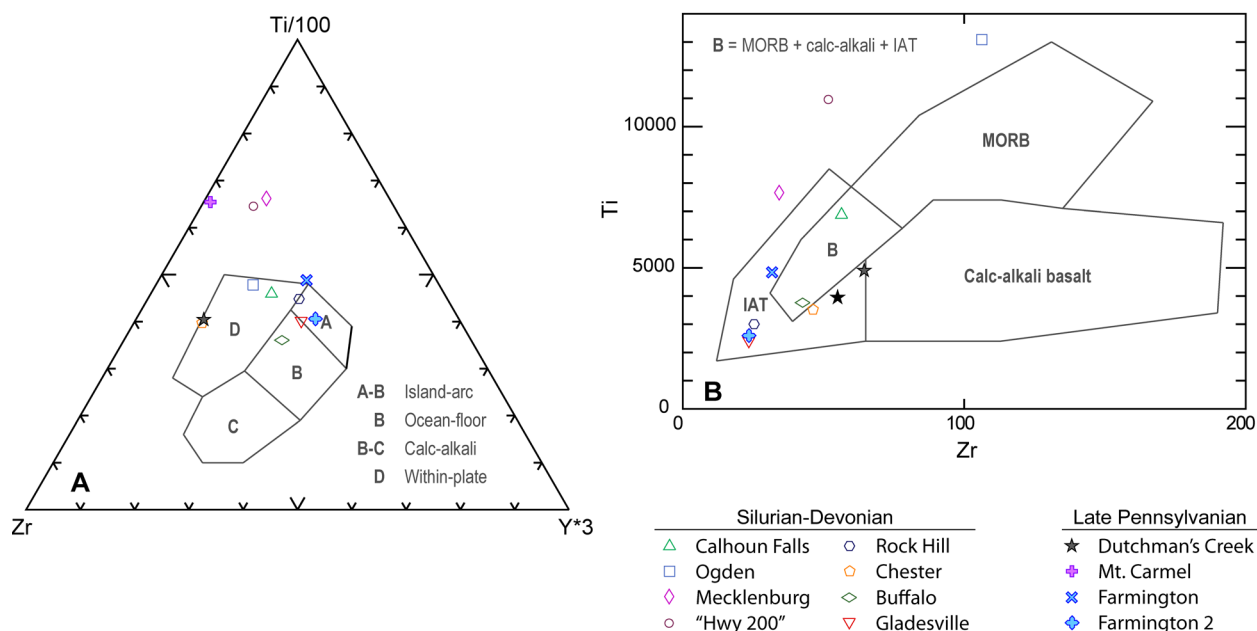 Ti/100
A
B
C
D
A-B Island-arc
B Ocean-floor
B-C Calc-alkali
D Within-plate
A
Zr
Y*3
B = MORB + calc-alkali + IAT
MORB
B
IAT
Calc-alkali basalt
B
Ti
10000
5000
0
0
100
200
Zr
Silurian-Devonian
Calhoun Falls
Ogden
Mecklenburg
"Hwy 200"
Rock Hill
Chester
Buffalo
Gladesville
Late Pennsylvanian
Dutchman's Creek
Mt. Carmel
Farmington
Farmington 2